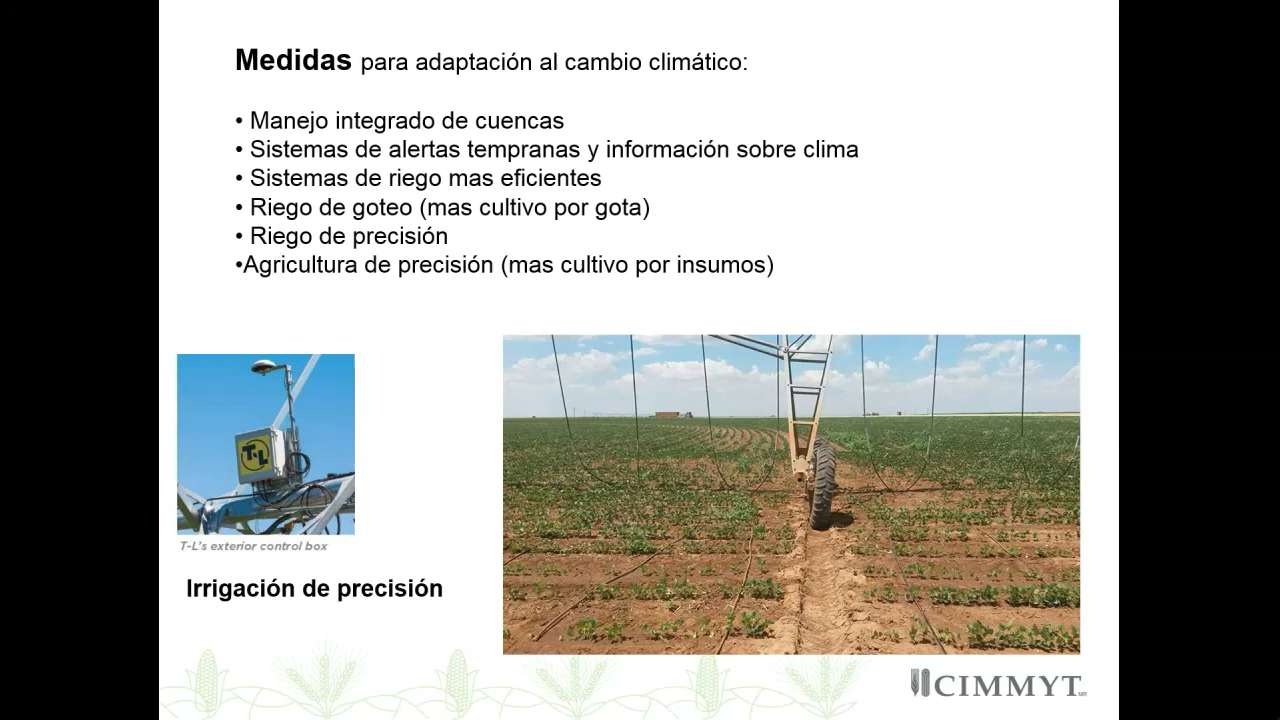 Medidas para adaptación al cambio climático:
• Manejo integrado de cuencas
• Sistemas de alertas tempranas y información sobre clima
• Sistemas de riego mas eficientes
• Riego de goteo (mas cultivo por gota)
• Riego de precisión
•Agricultura de precisión (mas cultivo por insumos)
T-L
T-L's exterior control box
Irrigación de precisión
CIMMYT MR